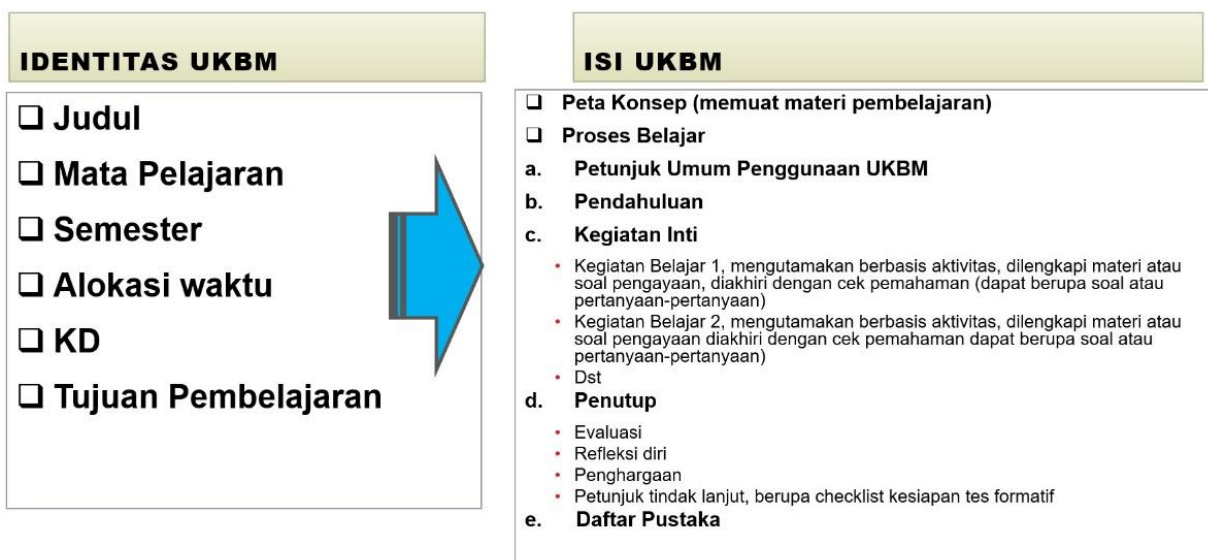 IDENTITAS UKBM
❑ Judul
❑ Mata Pelajaran
❑ Semester
❑ Alokasi waktu
❑ KD
❑ Tujuan Pembelajaran
ISI UKBM
❑ Peta Konsep (memuat materi pembelajaran)
❑ Proses Belajar
a. Petunjuk Umum Penggunaan UKBM
b. Pendahuluan
c. Kegiatan Inti
• Kegiatan Belajar 1, mengutamakan berbasis aktivitas, dilengkapi materi atau
soal pengayaan, diakhiri dengan cek pemahaman (dapat berupa soal atau
pertanyaan-pertanyaan)
• Kegiatan Belajar 2, mengutamakan berbasis aktivitas, dilengkapi materi atau
soal pengayaan diakhiri dengan cek pemahaman dapat berupa soal atau
pertanyaan-pertanyaan)
• Dst
d. Penutup
• Evaluasi
• Refleksi diri
• Penghargaan
• Petunjuk tindak lanjut, berupa checklist kesiapan tes formatif
e. Daftar Pustaka